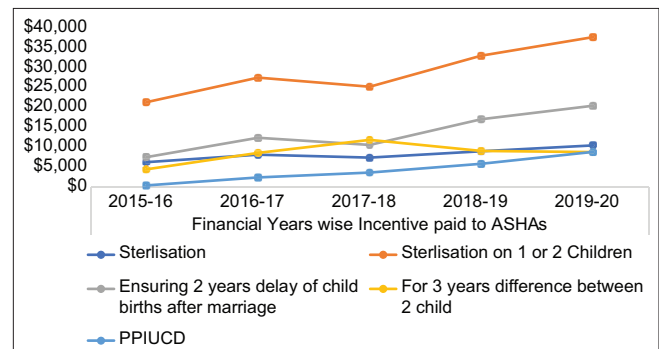 $40,000
$35,000
$30,000
$25,000
$20,000
$15,000
$10,000
$5,000
$0
2015-16 2016-17 2017-18 2018-19 2019-20
Financial Years wise Incentive paid to ASHAs
Sterlisation
Sterlisation on 1 or 2 Children
Ensuring 2 years delay of child
births after marriage
For 3 years difference between
2 child
PPIUCD